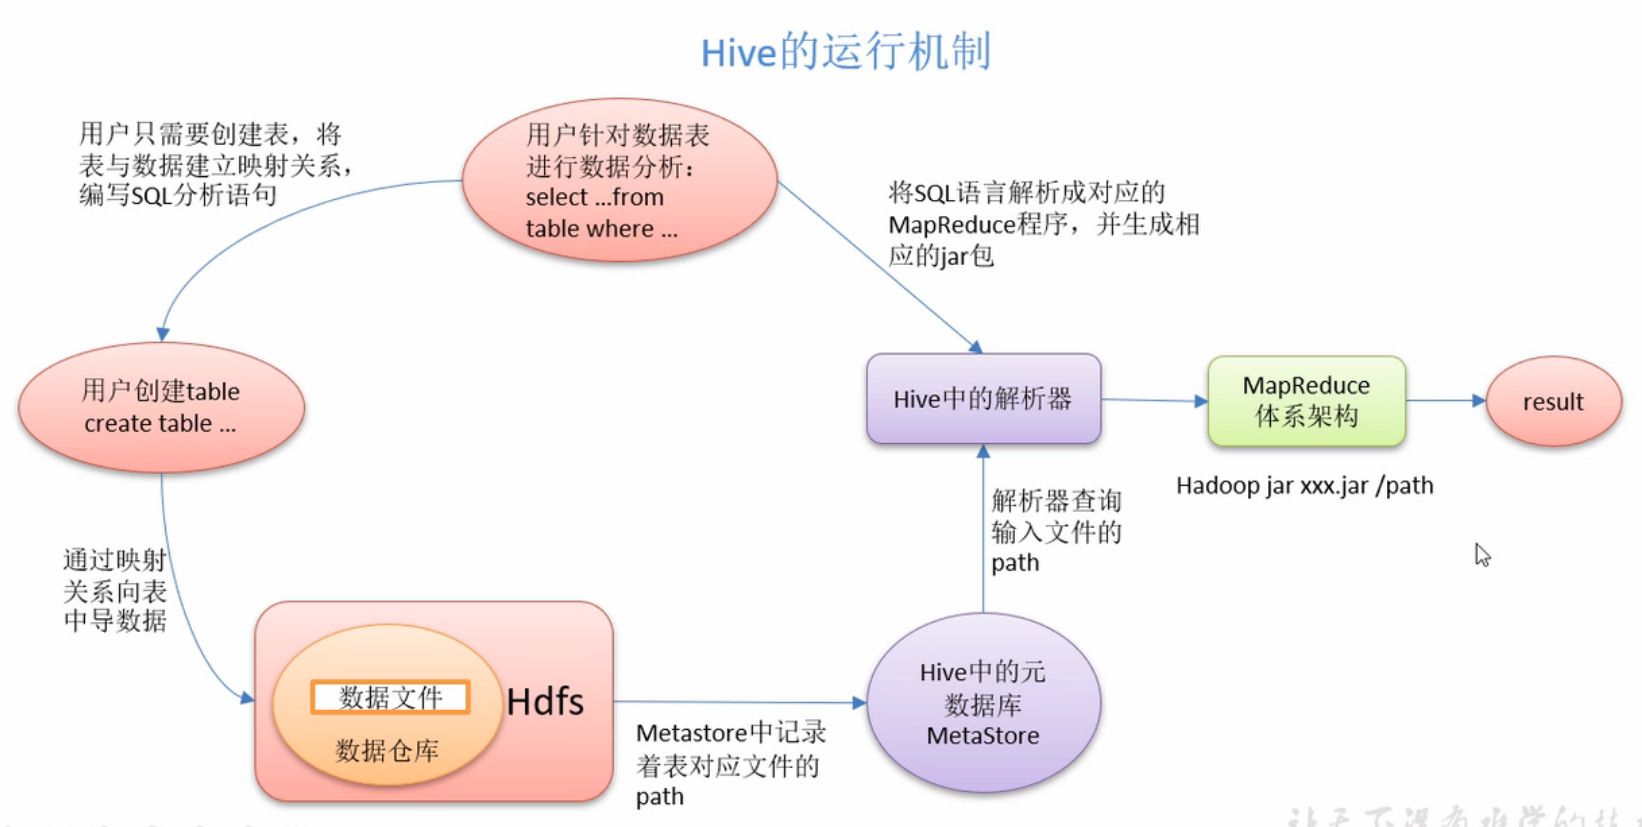 Hive的运行机制
用户只需要创建表，将
表与数据建立映射关系，
编写SQL分析语句
用户针对数据表
进行数据分析：
select ...from
table where ...
将SQL语言解析成对应的
MapReduce程序，并生成相
应的jar包
用户创建table
create table ...
Hive中的解析器
MapReduce
体系架构
result
Hadoop jar xxx.jar /path
解析器查询
输入文件的
path
通过映射
关系向表
中导数据
数据文件
数据仓库
Hdfs
Metastore中记录
着表对应文件的
path
Hive中的元
数据库
MetaStore